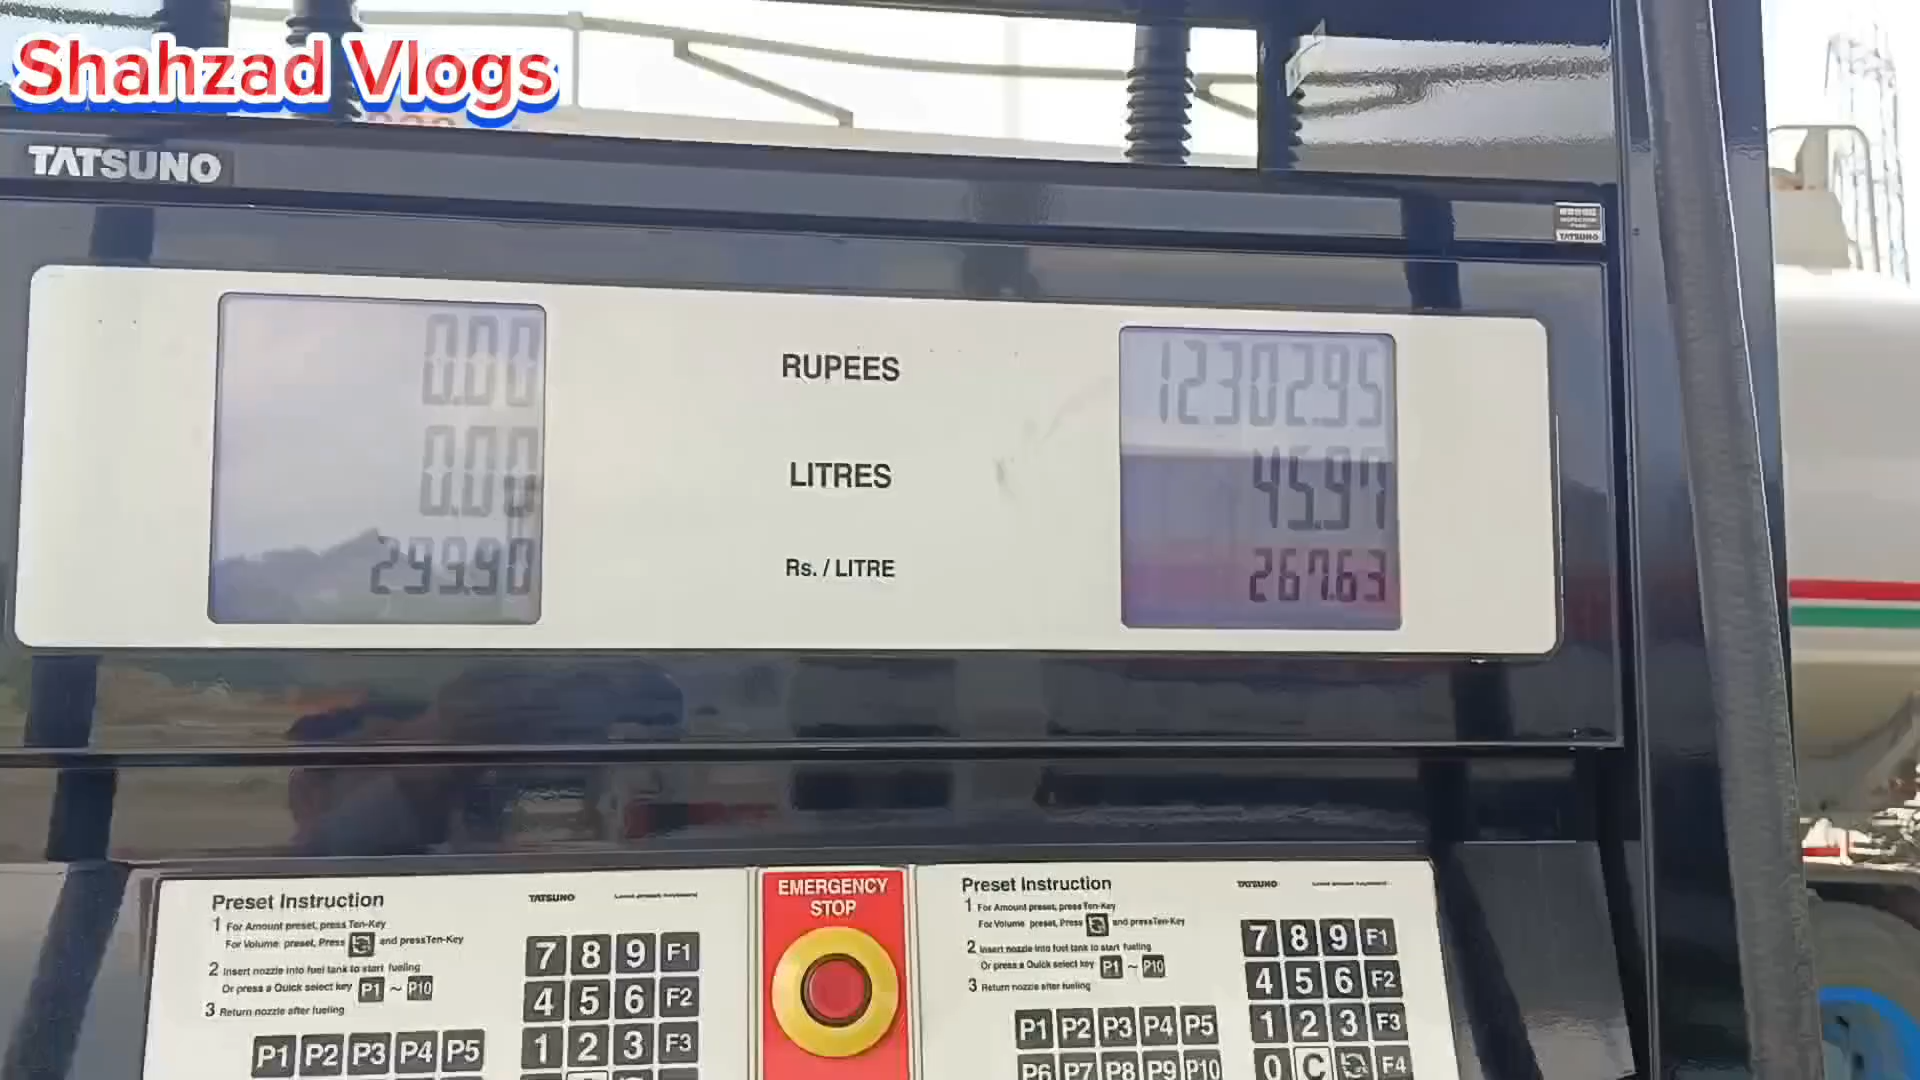 Shahzad Vlogs
TATSUNO
TATSUNO
0.00
RUPEES
12302.95
0.00
LITRES
45.97
299.90
Rs. / LITRE
267.63
Preset Instruction
TATSUNO
1 For Amount preset, press Ten-Key
For Volume preset, Press and press Ten-Key
2 Insert nozzle into fuel tank to start fueling
Or press a Quick select key P1 ~ P10
3 Return nozzle after fueling
7 8 9 F1
4 5 6 F2
1 2 3 F3
P1 P2 P3 P4 P5
EMERGENCY
STOP
Preset Instruction
TATSUNO
1 For Amount preset, press Ten-Key
For Volume preset, Press and press Ten-Key
2 Insert nozzle into fuel tank to start fueling
Or press a Quick select key P1 ~ P10
3 Return nozzle after fueling
7 8 9 F1
4 5 6 F2
1 2 3 F3
0 C F4
P1 P2 P3 P4 P5
P6 P7 P8 P9 P10